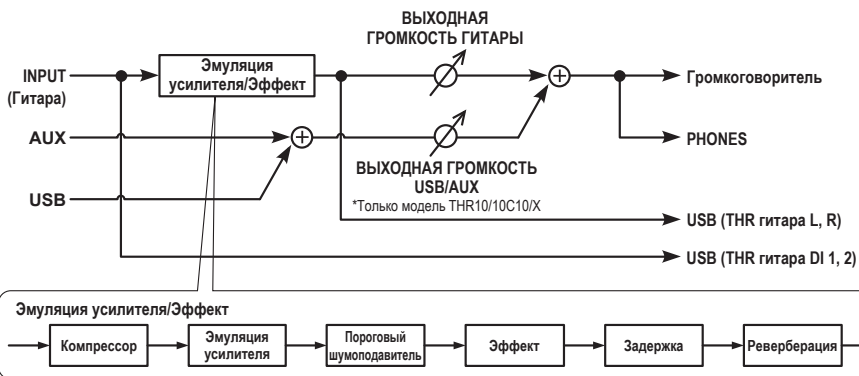 ВЫХОДНАЯ
ГРОМКОСТЬ ГИТАРЫ
INPUT
(Гитара)
Эмуляция
усилителя/Эффект
Громкоговоритель
AUX
PHONES
ВЫХОДНАЯ ГРОМКОСТЬ
USB/AUX
*Только модель THR10/10C10/X
USB
USB (THR гитара L, R)
USB (THR гитара DI 1, 2)
Эмуляция усилителя/Эффект
Компрессор
Эмуляция
усилителя
Пороговый
шумоподавитель
Эффект
Задержка
Реверберация